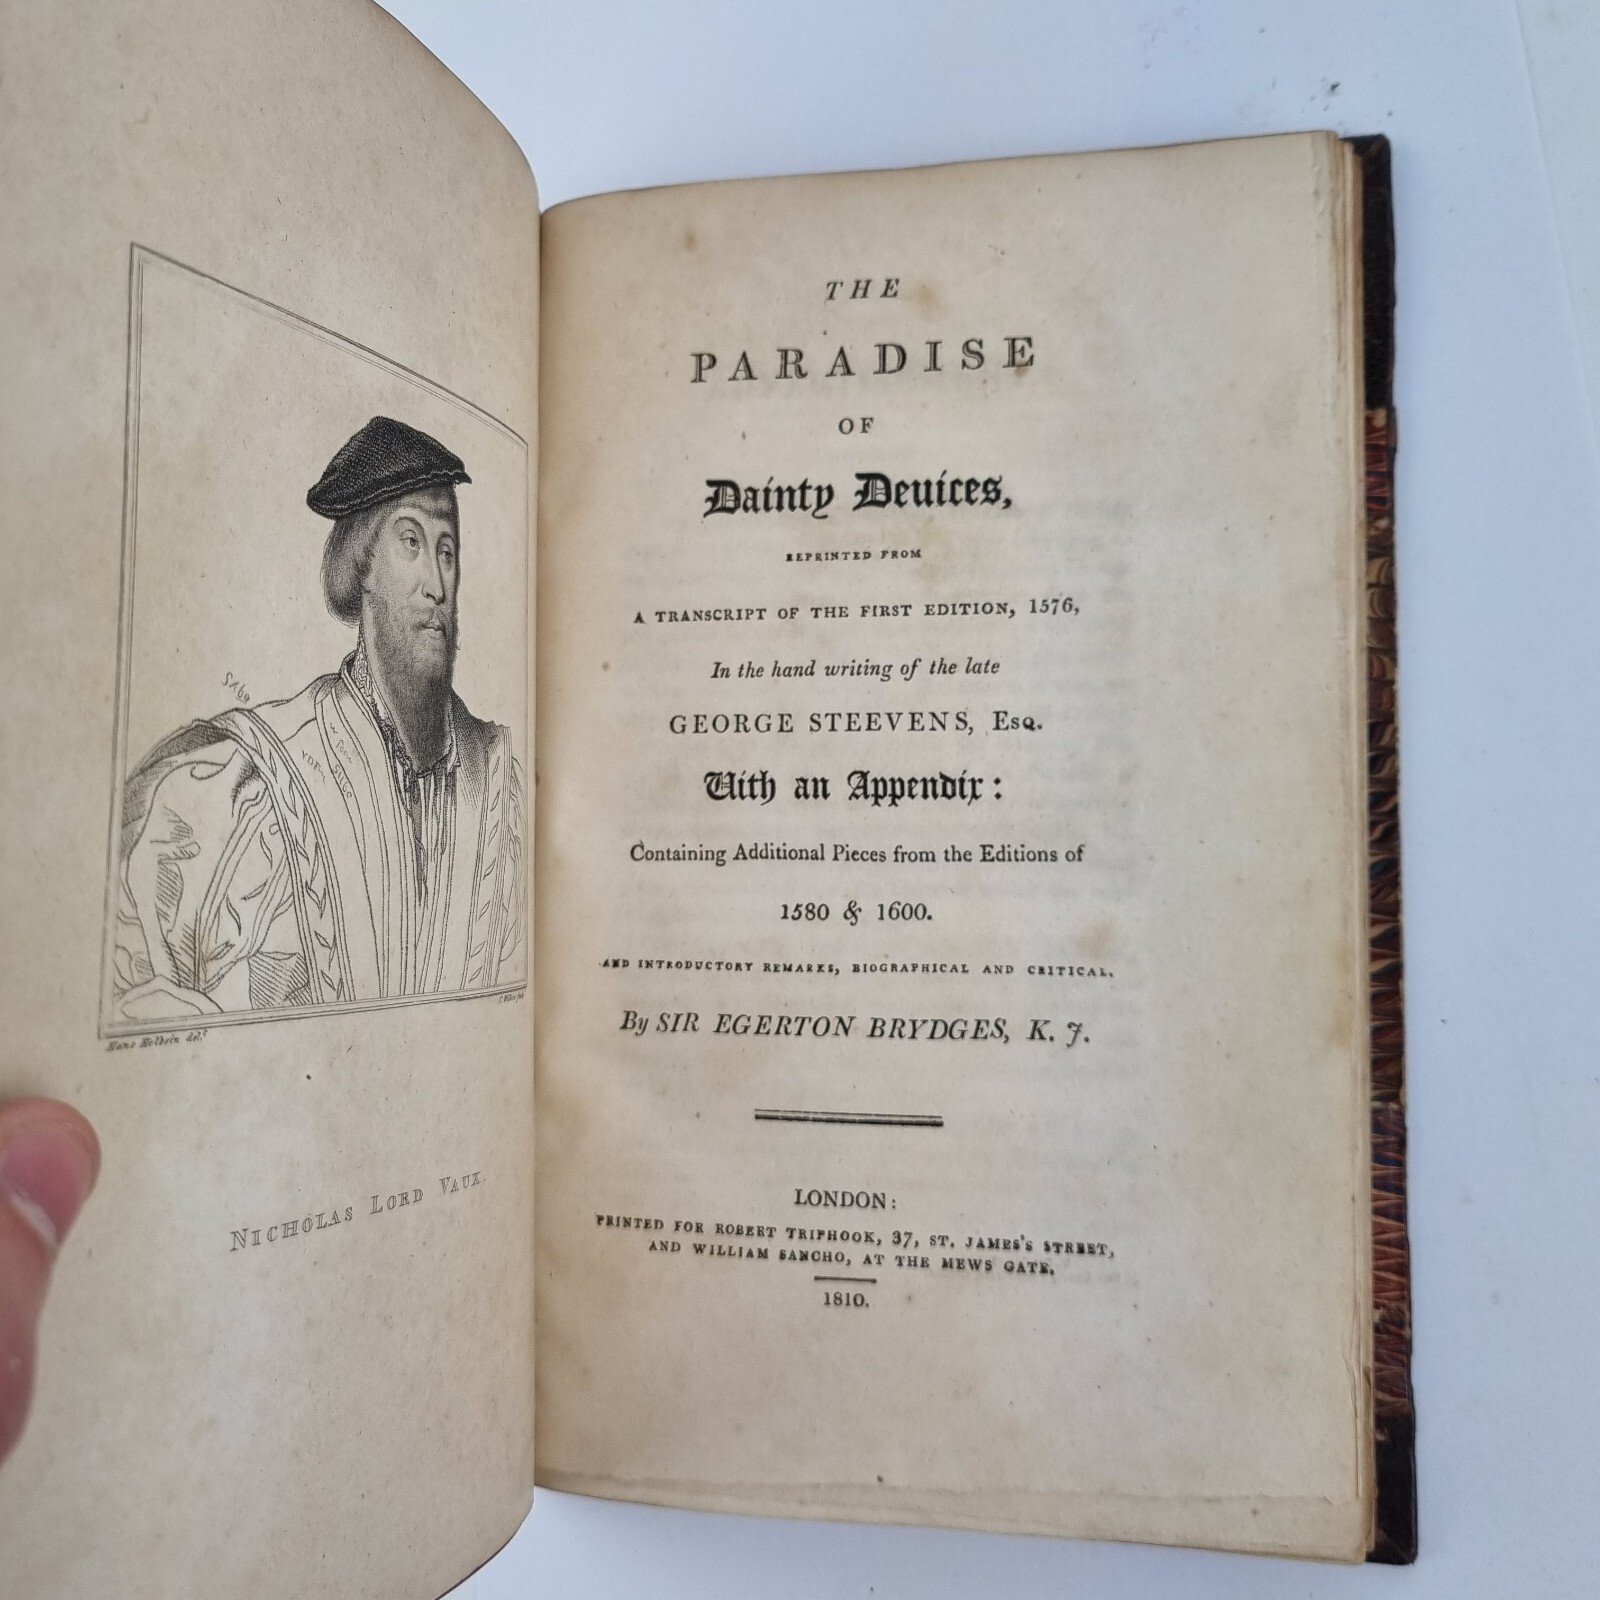 Hans Holbein del.t
NICHOLAS LORD VAUX.
THE
PARADISE
OF
Dainty Deuices,
REPRINTED FROM
A TRANSCRIPT OF THE FIRST EDITION, 1576,
In the hand writing of the late
GEORGE STEEVENS, Esq.
With an Appendix:
Containing Additional Pieces from the Editions of
1580 & 1600.
AND INTRODUCTORY REMARKS, BIOGRAPHICAL AND CRITICAL.
By SIR EGERTON BRYDGES, K. J.
LONDON:
PRINTED FOR ROBERT TRIPHOOK, 37, ST. JAMES'S STREET,
AND WILLIAM SANCHO, AT THE MEWS GATE.
1810.